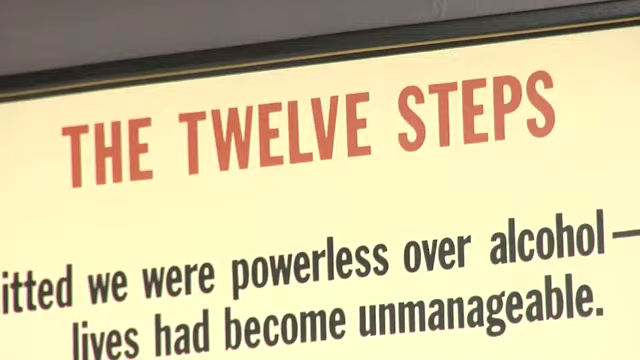 THE TWELVE STEPS
itted we were powerless over alcohol—
lives had become unmanageable.